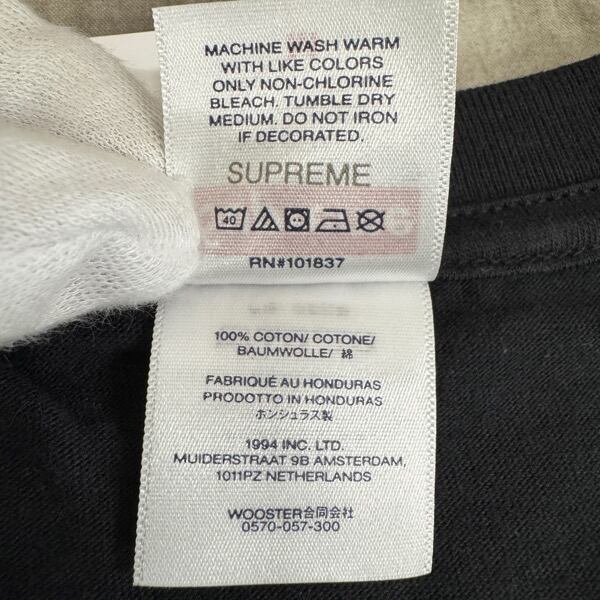 MACHINE WASH WARM
WITH LIKE COLORS
ONLY NON-CHLORINE
BLEACH. TUMBLE DRY
MEDIUM. DO NOT IRON
IF DECORATED.
SUPREME
40
RN#101837
100% COTON/ COTONE/
BAUMWOLLE/ 綿
FABRIQUÉ AU HONDURAS
PRODOTTO IN HONDURAS
ホンジュラス製
1994 INC. LTD.
MUIDERSTRAAT 9B AMSTERDAM,
1011PZ NETHERLANDS
WOOSTER合同会社
0570-057-300